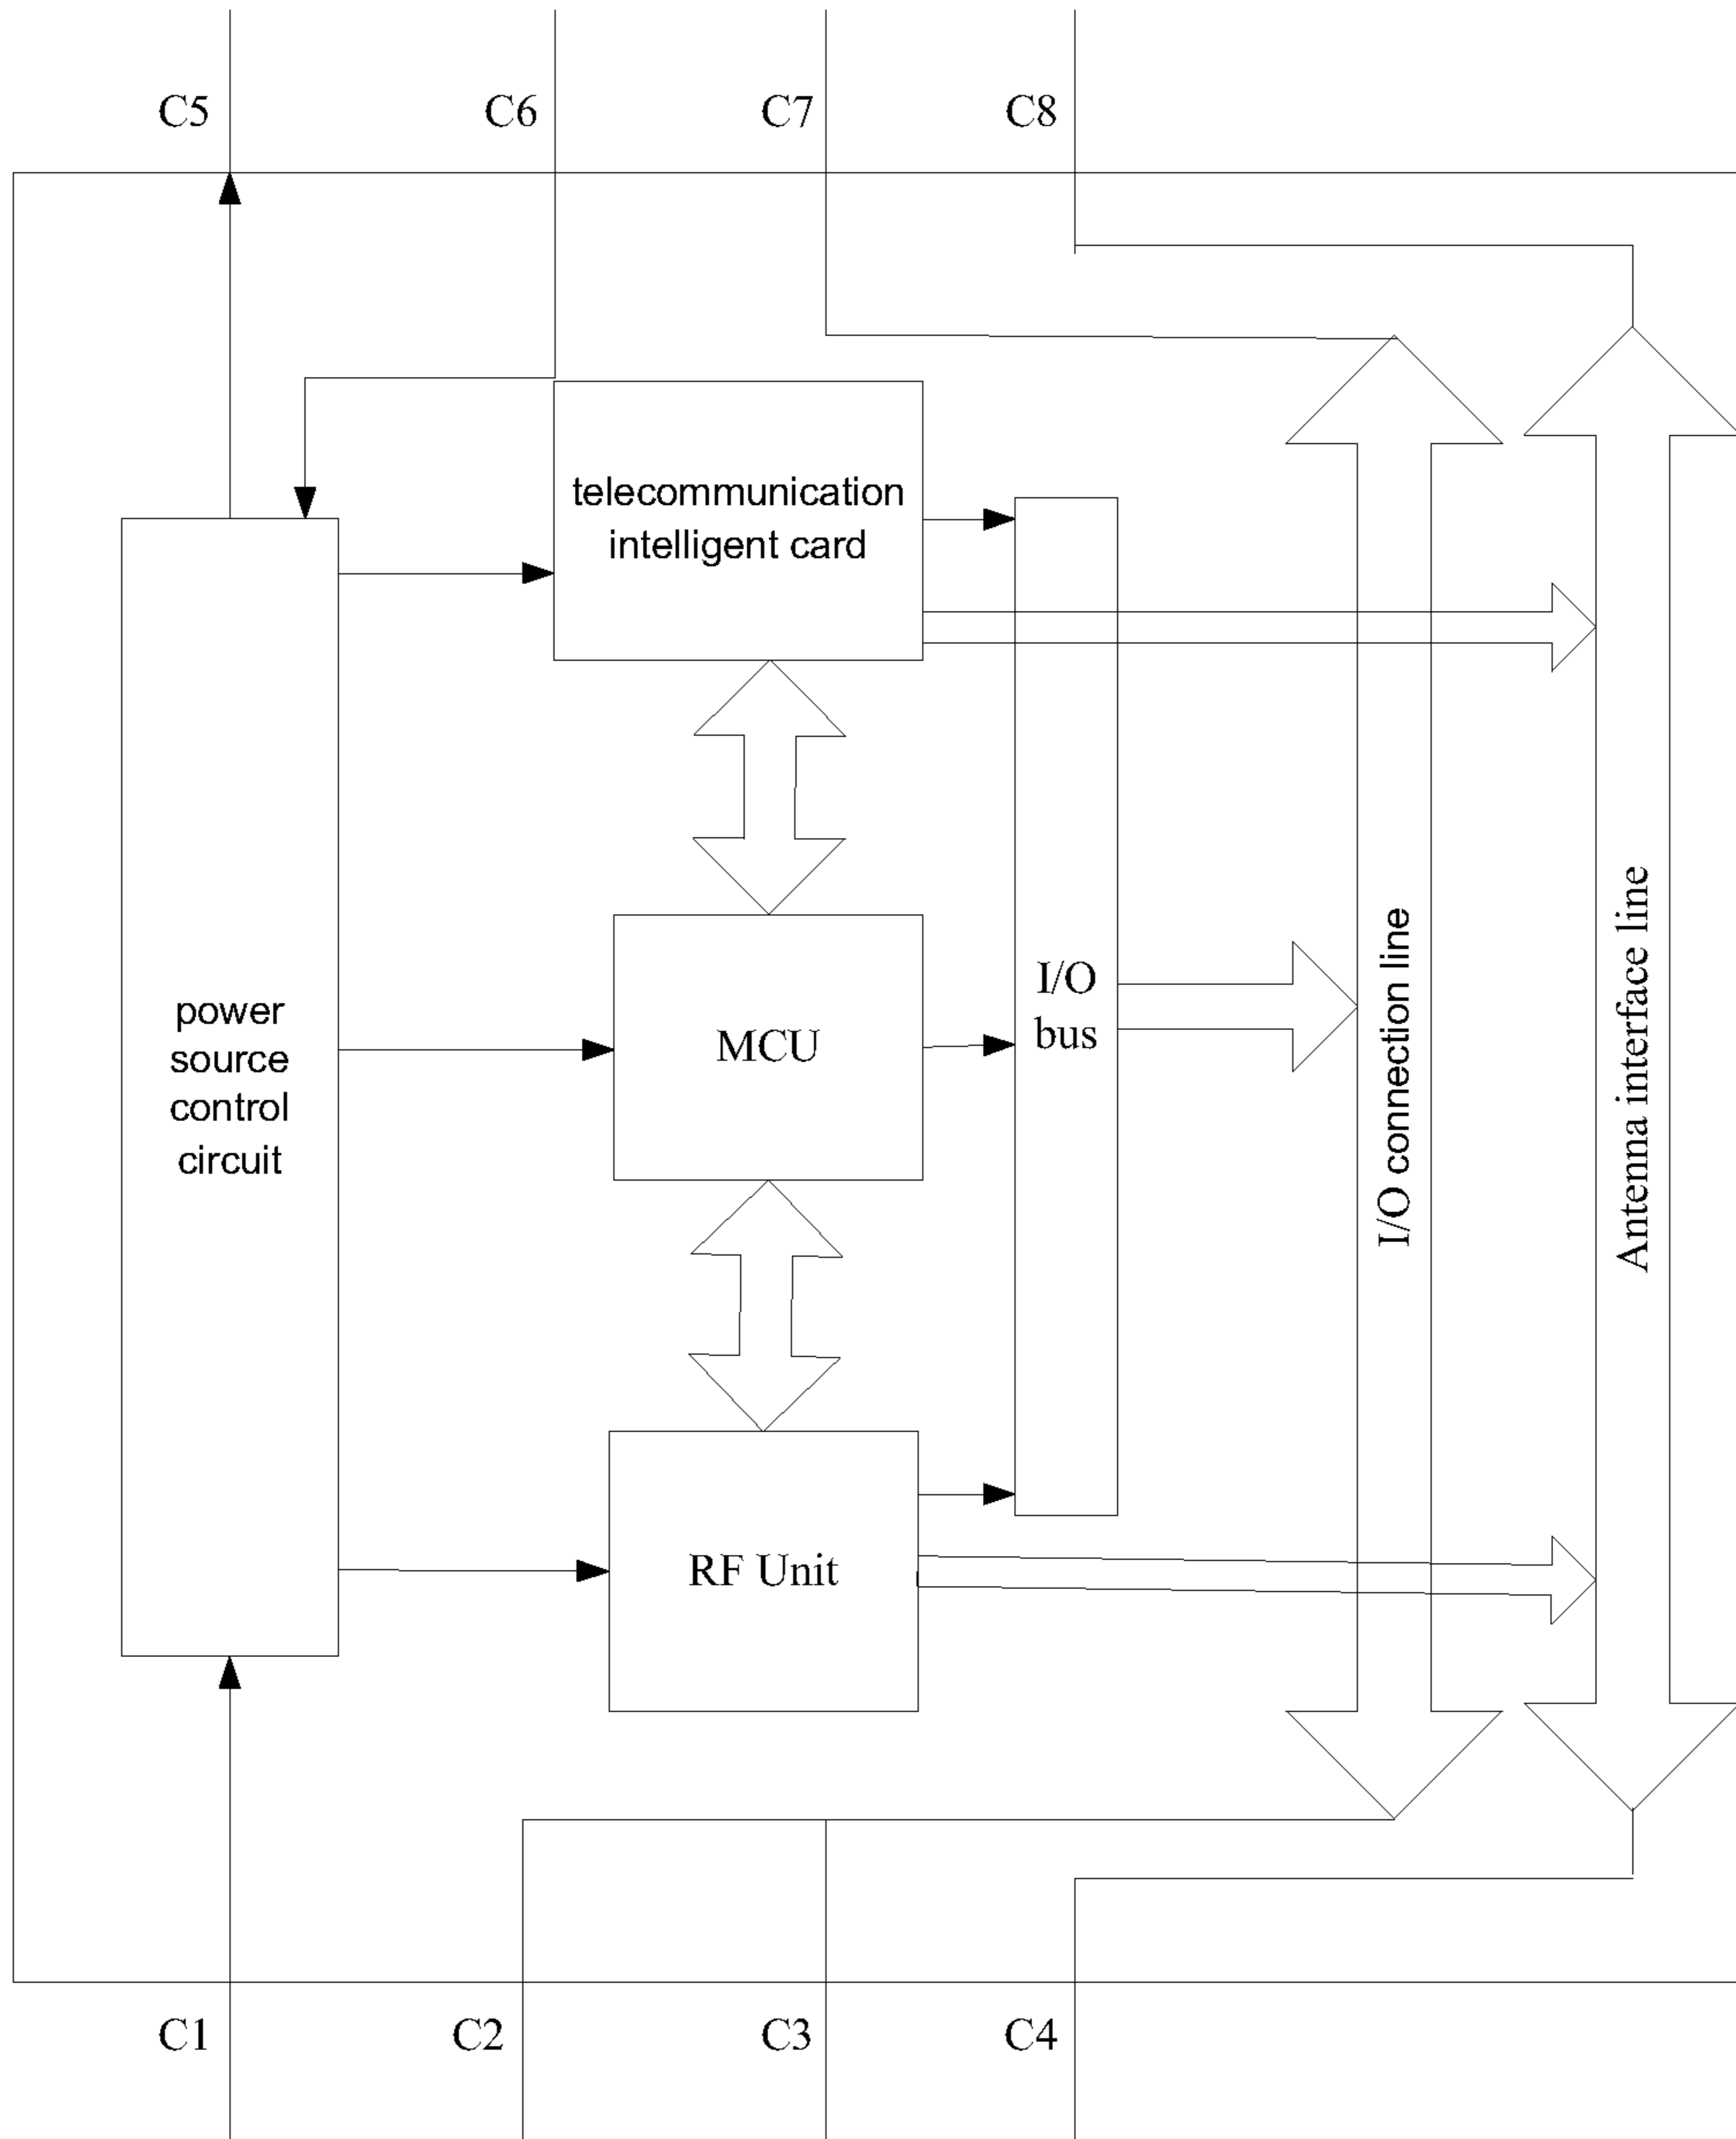 C5
C6
C7
C8
telecommunication
intelligent card
power
source
control
circuit
MCU
I/O
bus
I/O connection line
Antenna interface line
RF Unit
C1
C2
C3
C4